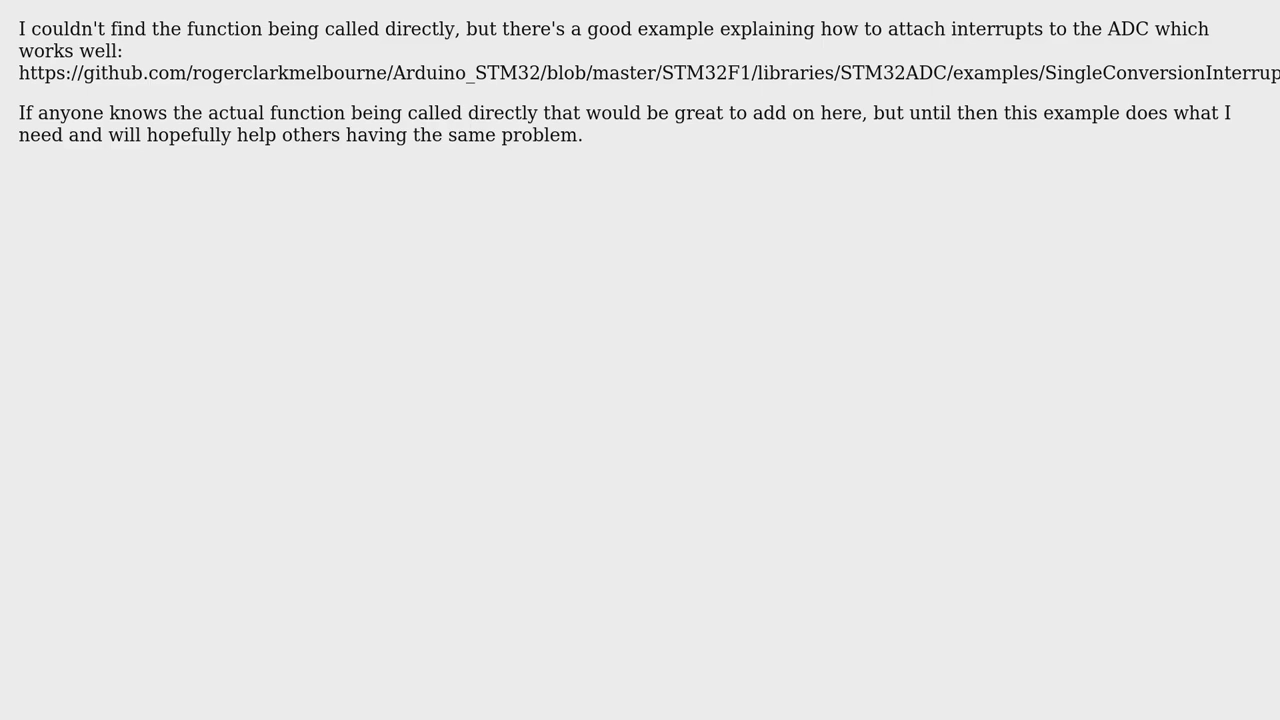 I couldn't find the function being called directly, but there's a good example explaining how to attach interrupts to the ADC which
works well:
https://github.com/rogerclarkmelbourne/Arduino_STM32/blob/master/STM32F1/libraries/STM32ADC/examples/SingleConversionInterrup
If anyone knows the actual function being called directly that would be great to add on here, but until then this example does what I
need and will hopefully help others having the same problem.